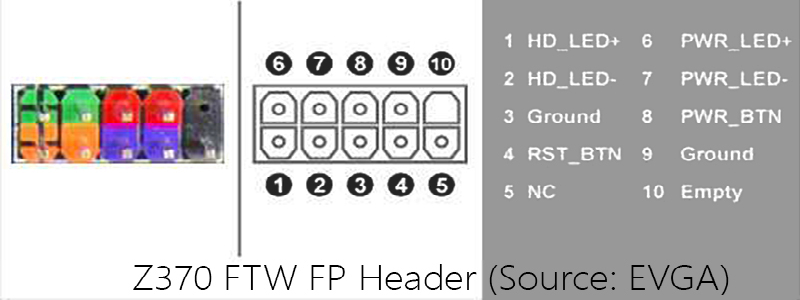 6 7 8 9 10
1 2 3 4 5
1 HD_LED+ 6 PWR_LED+
2 HD_LED- 7 PWR_LED-
3 Ground 8 PWR_BTN
4 RST_BTN 9 Ground
5 NC 10 Empty
Z370 FTW FP Header (Source: EVGA)